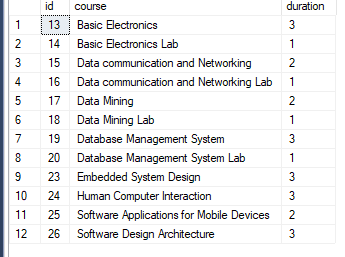 id course duration
1 13 Basic Electronics 3
2 14 Basic Electronics Lab 1
3 15 Data communication and Networking 2
4 16 Data communication and Networking Lab 1
5 17 Data Mining 2
6 18 Data Mining Lab 1
7 19 Database Management System 3
8 20 Database Management System Lab 1
9 23 Embedded System Design 3
10 24 Human Computer Interaction 3
11 25 Software Applications for Mobile Devices 2
12 26 Software Design Architecture 3